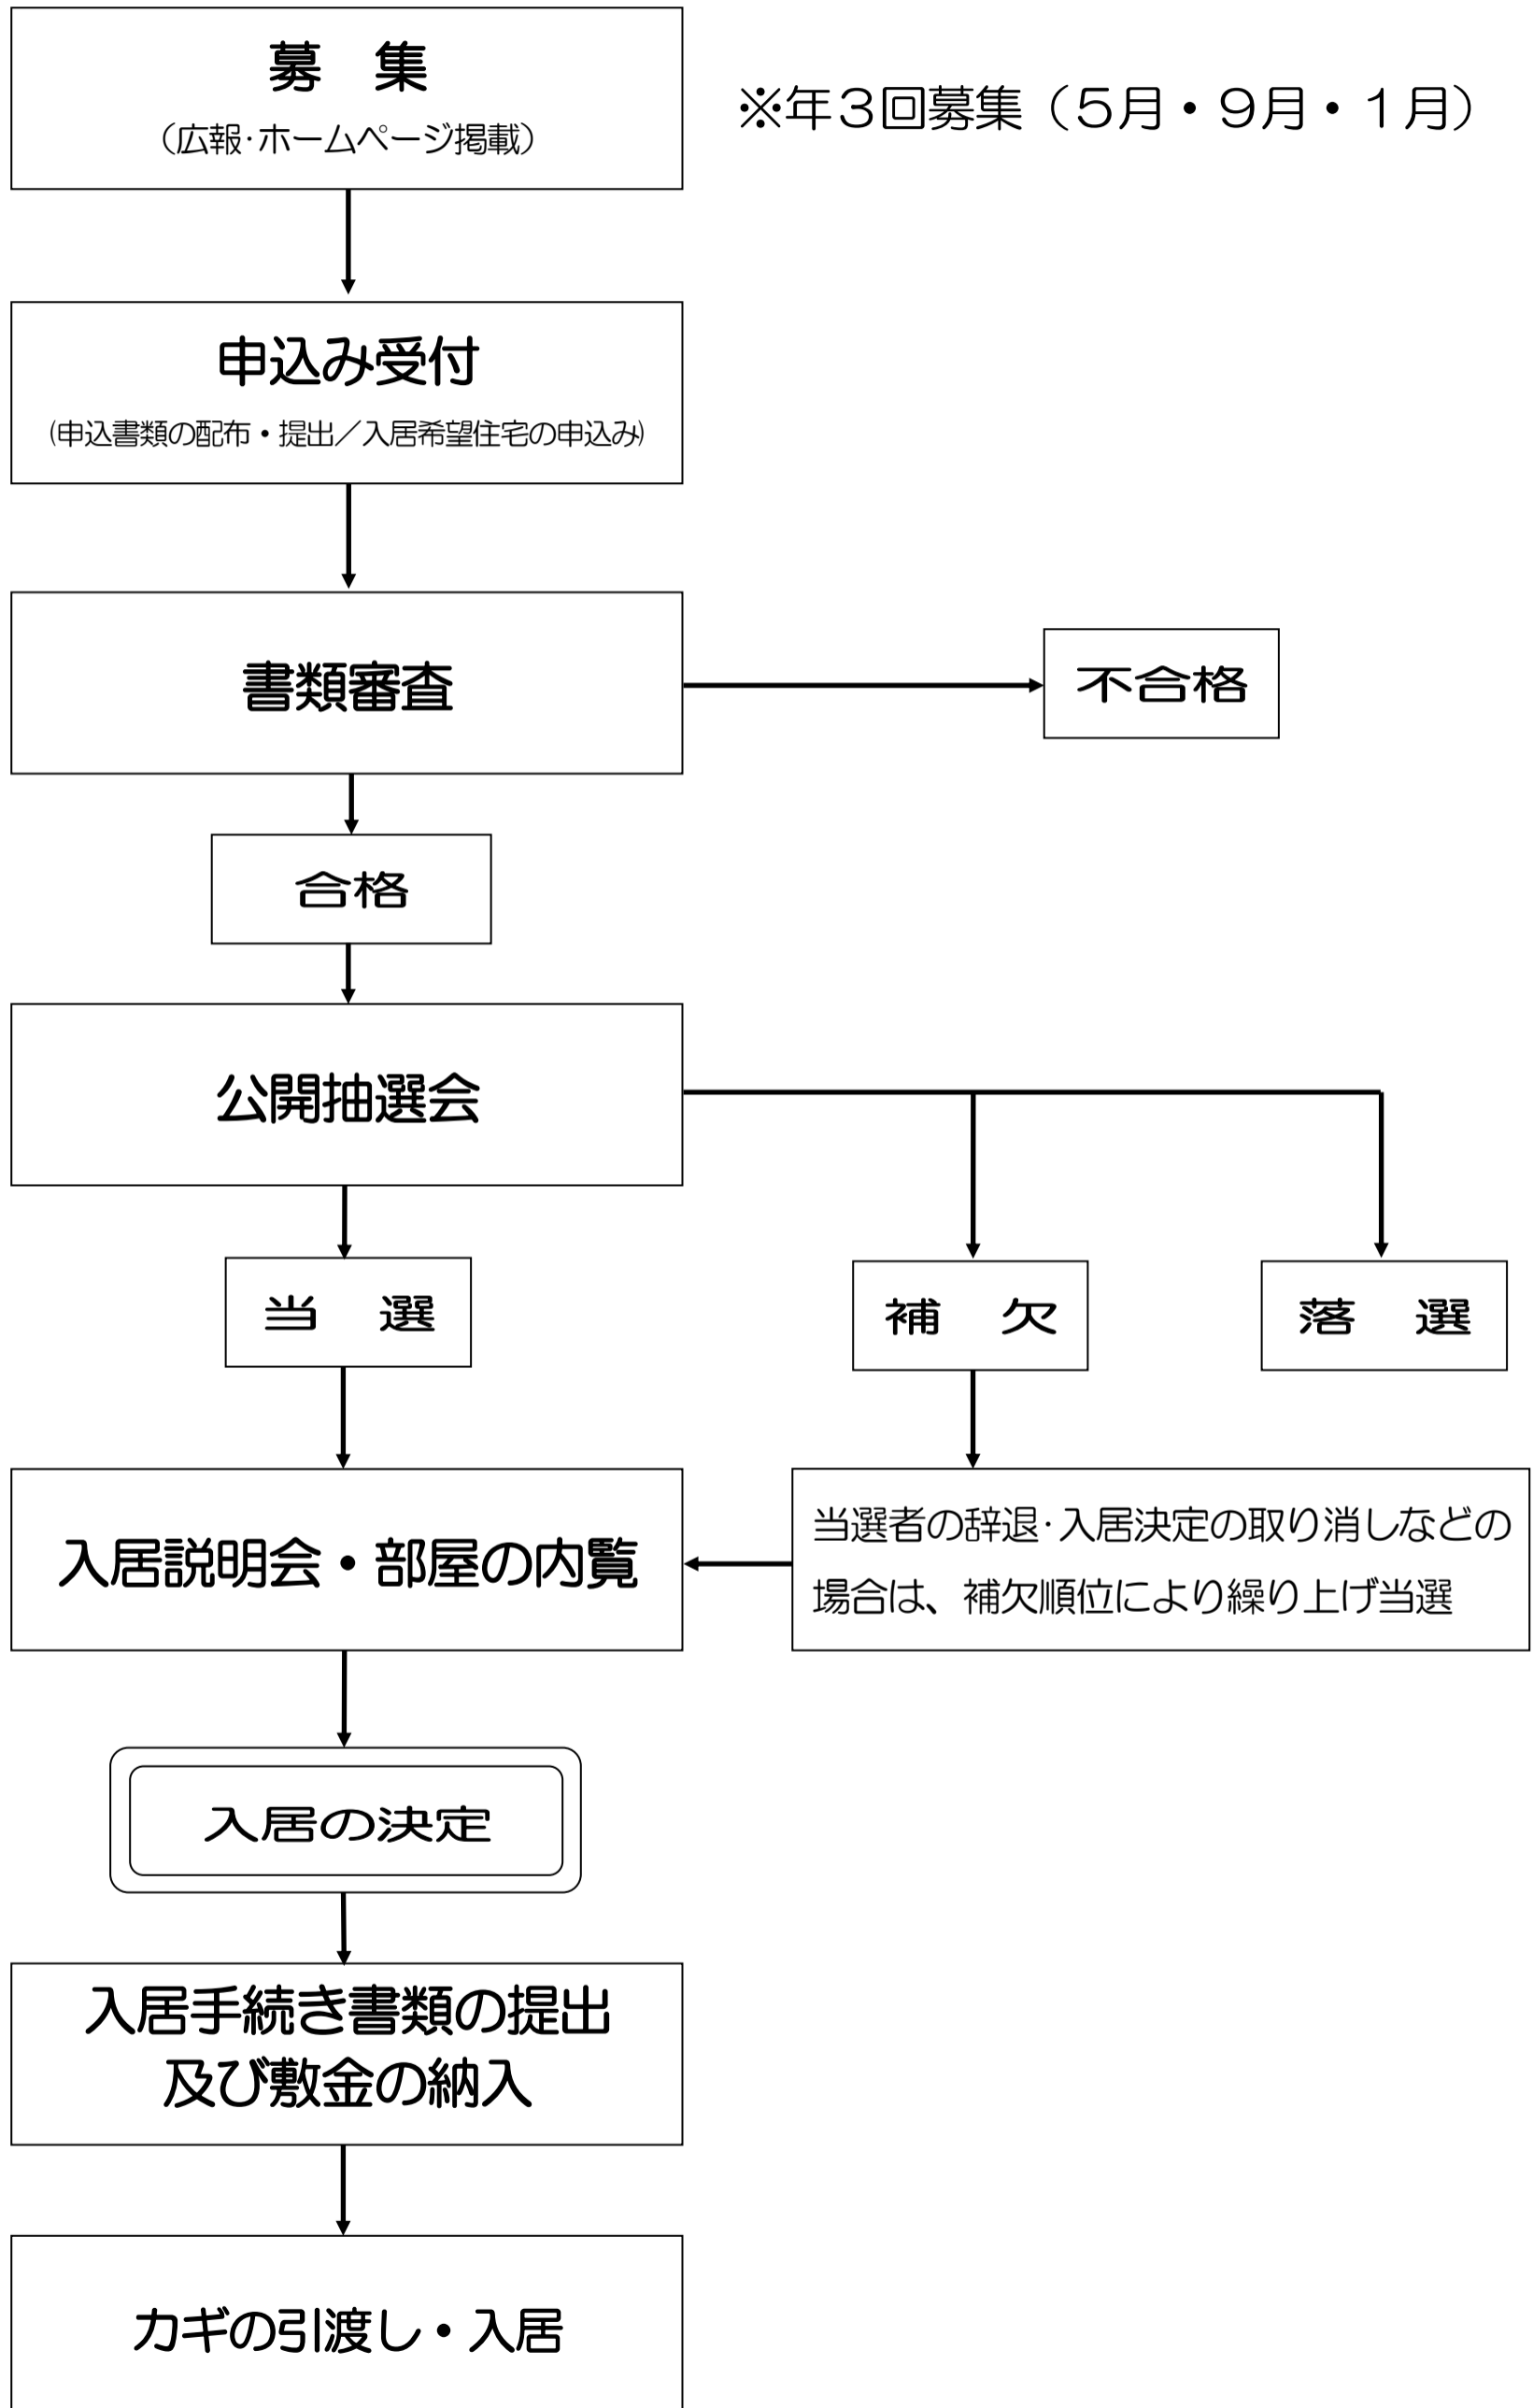 募　集
（広報・ホームページ掲載）
※年３回募集（５月・９月・１月）
申込み受付
（申込書類の配布・提出／入居希望住宅の申込み）
書類審査
不合格
合格
公開抽選会
当　選
補　欠
落　選
入居説明会・部屋の内覧
当選者の辞退・入居決定の取り消しなどの
場合は、補欠順位により繰り上げ当選
入居の決定
入居手続き書類の提出
及び敷金の納入
カギの引渡し・入居